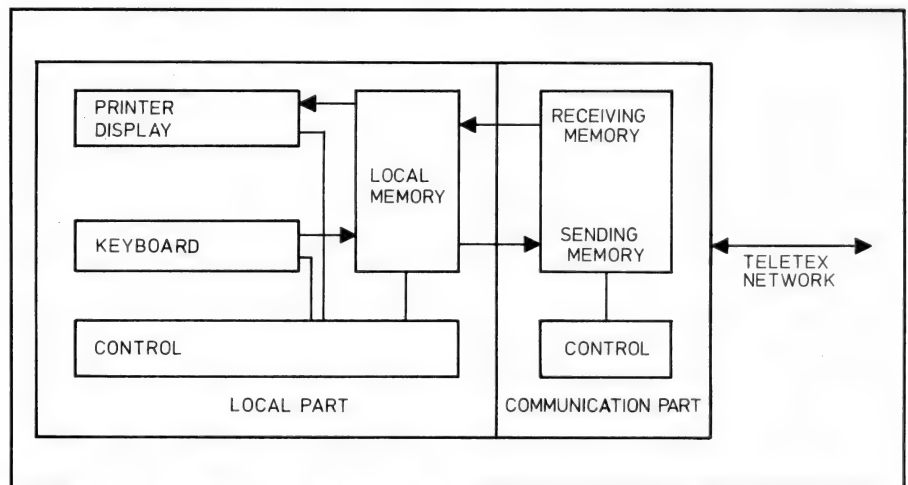 PRINTER
DISPLAY
KEYBOARD
CONTROL
LOCAL
MEMORY
LOCAL PART
RECEIVING
MEMORY
SENDING
MEMORY
CONTROL
COMMUNICATION PART
TELETEX
NETWORK